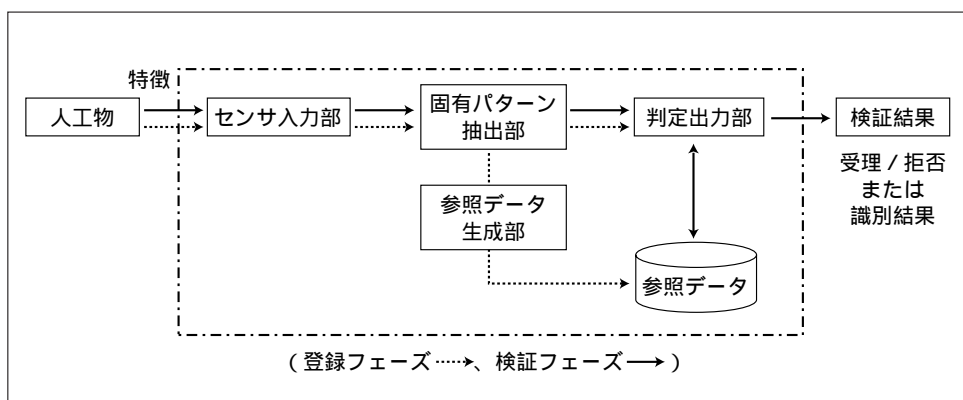 特徴
人工物
センサ入力部
固有パターン
抽出部
判定出力部
検証結果
受理 / 拒否
または
識別結果
参照データ
生成部
参照データ
（登録フェーズ、検証フェーズ）